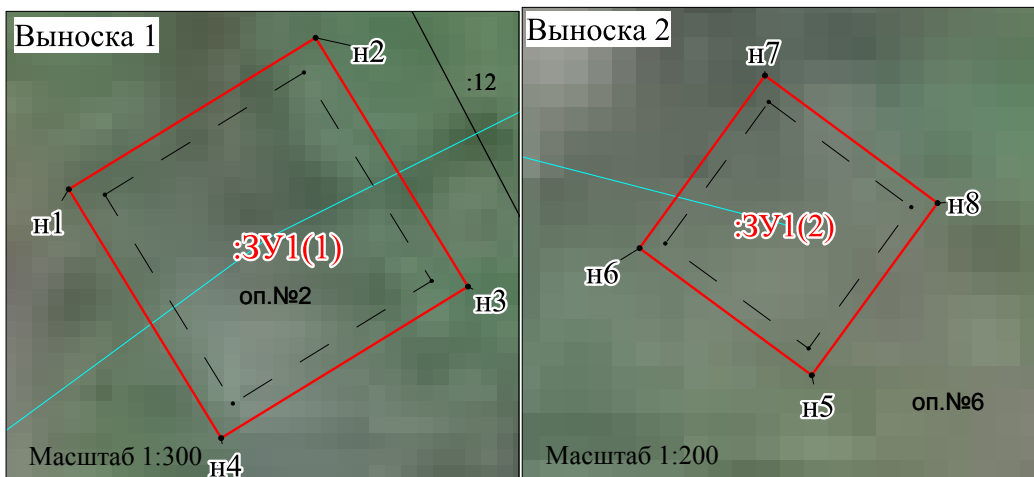 Выноска 1
н2
:12
н1
:ЗУ1(1)
оп.№2
н3
Масштаб 1:300
н4
Выноска 2
н7
н8
:ЗУ1(2)
н6
н5
оп.№6
Масштаб 1:200